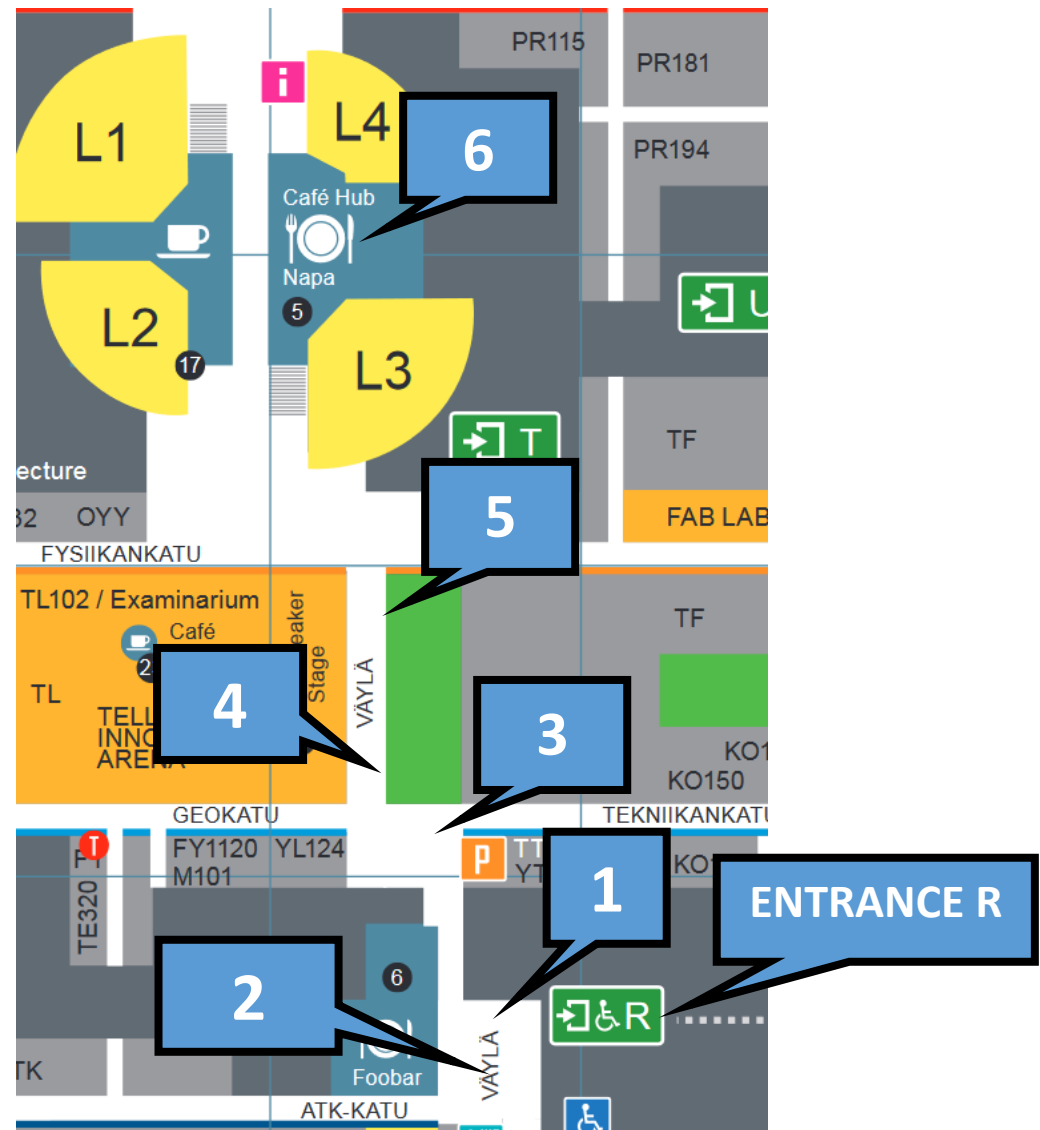 PR115
PR181
i
L1
L4
6
PR194
Café Hub
Napa
5
U
L2
17
L3
T
TF
ecture
5
32 OYY
FAB LAB
FYSIIKANKATU
TL102 / Examinarium
Café
Stage
TF
2
4
VÄYLÄ
TL
3
ARENA
KO150
GEOKATU
TEKNIIKANKATU
T
FY1120 YL124
M101
P
1
TE320
ENTRANCE R
2
6
R
VÄYLÄ
Foobar
TK
ATK-KATU